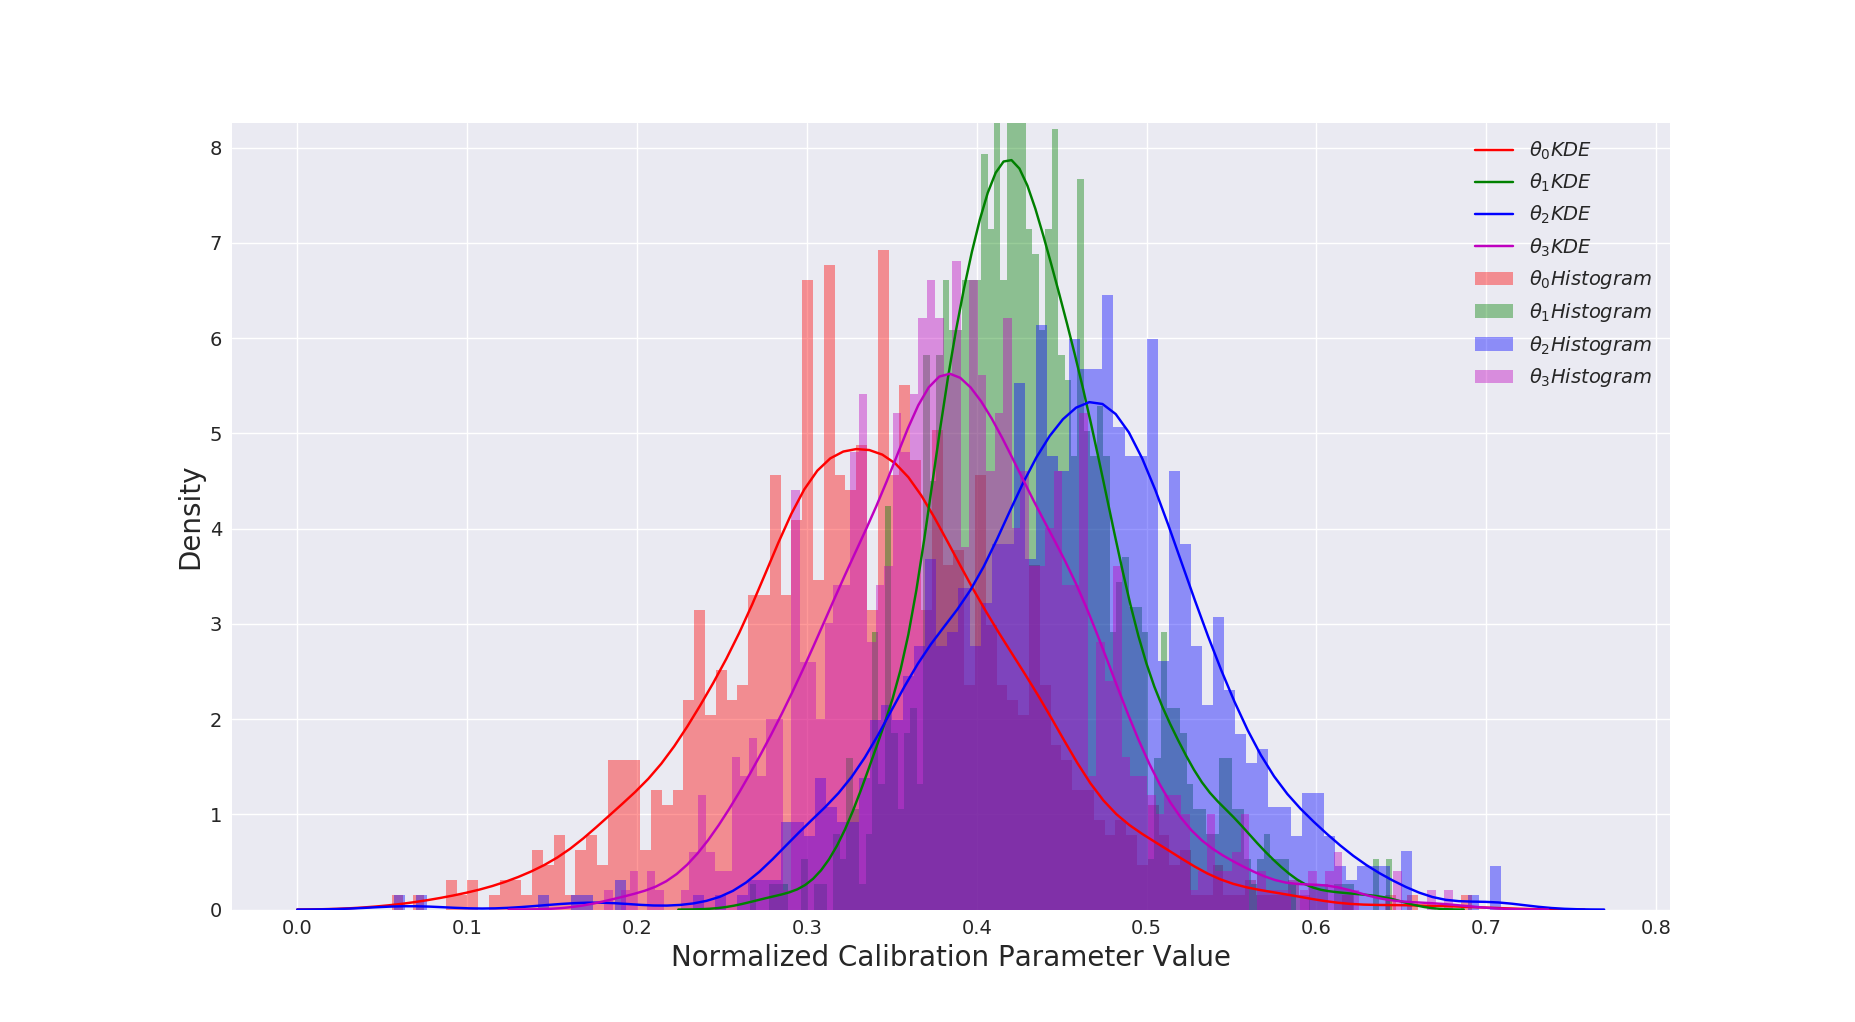 8
7
6
5
4
3
2
1
0
Density
0.0 0.1 0.2 0.3 0.4 0.5 0.6 0.7 0.8
Normalized Calibration Parameter Value
θ₀KDE
θ₁KDE
θ₂KDE
θ₃KDE
θ₀Histogram
θ₁Histogram
θ₂Histogram
θ₃Histogram